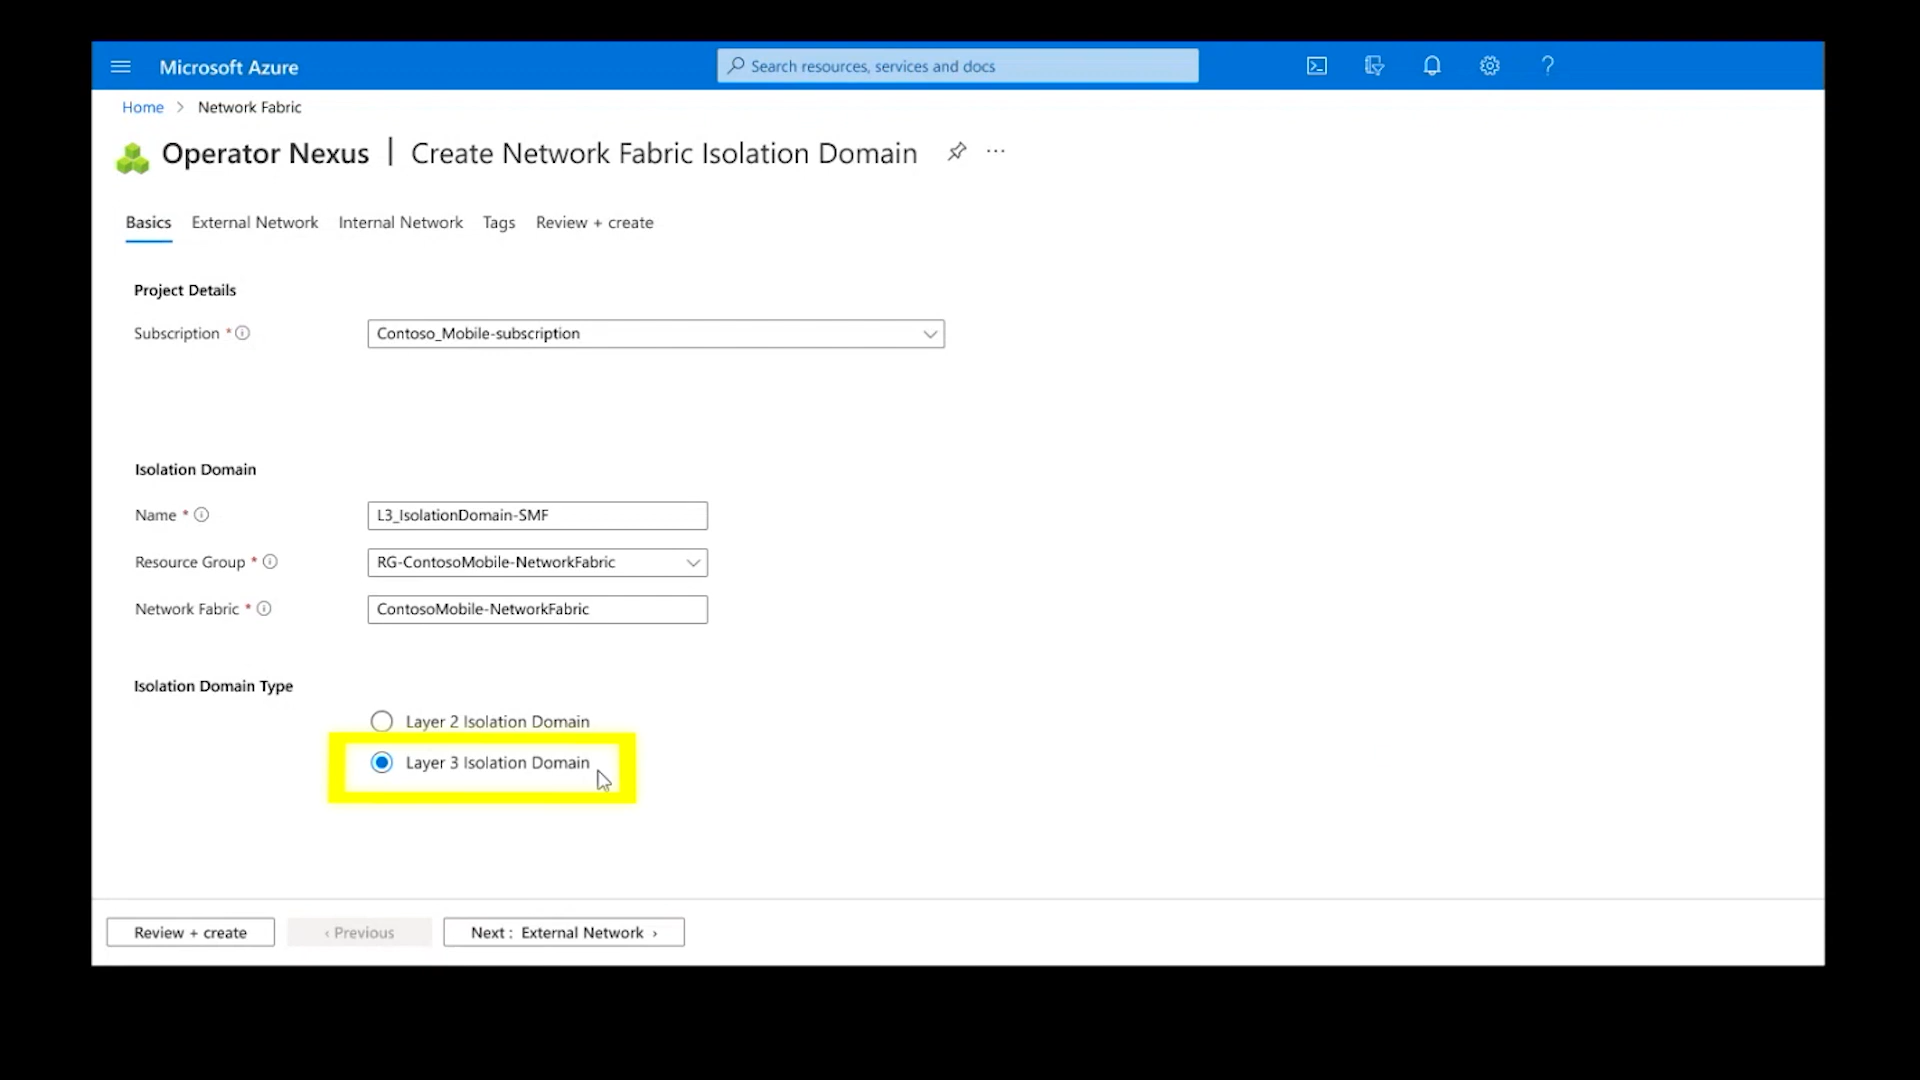 Microsoft Azure
Search resources, services and docs
Home > Network Fabric
Operator Nexus | Create Network Fabric Isolation Domain
Basics External Network Internal Network Tags Review + create
Project Details
Subscription * Contoso_Mobile-subscription
Isolation Domain
Name * L3_IsolationDomain-SMF
Resource Group * RG-ContosoMobile-NetworkFabric
Network Fabric * ContosoMobile-NetworkFabric
Isolation Domain Type
Layer 2 Isolation Domain
Layer 3 Isolation Domain
Review + create ‹ Previous Next : External Network ›